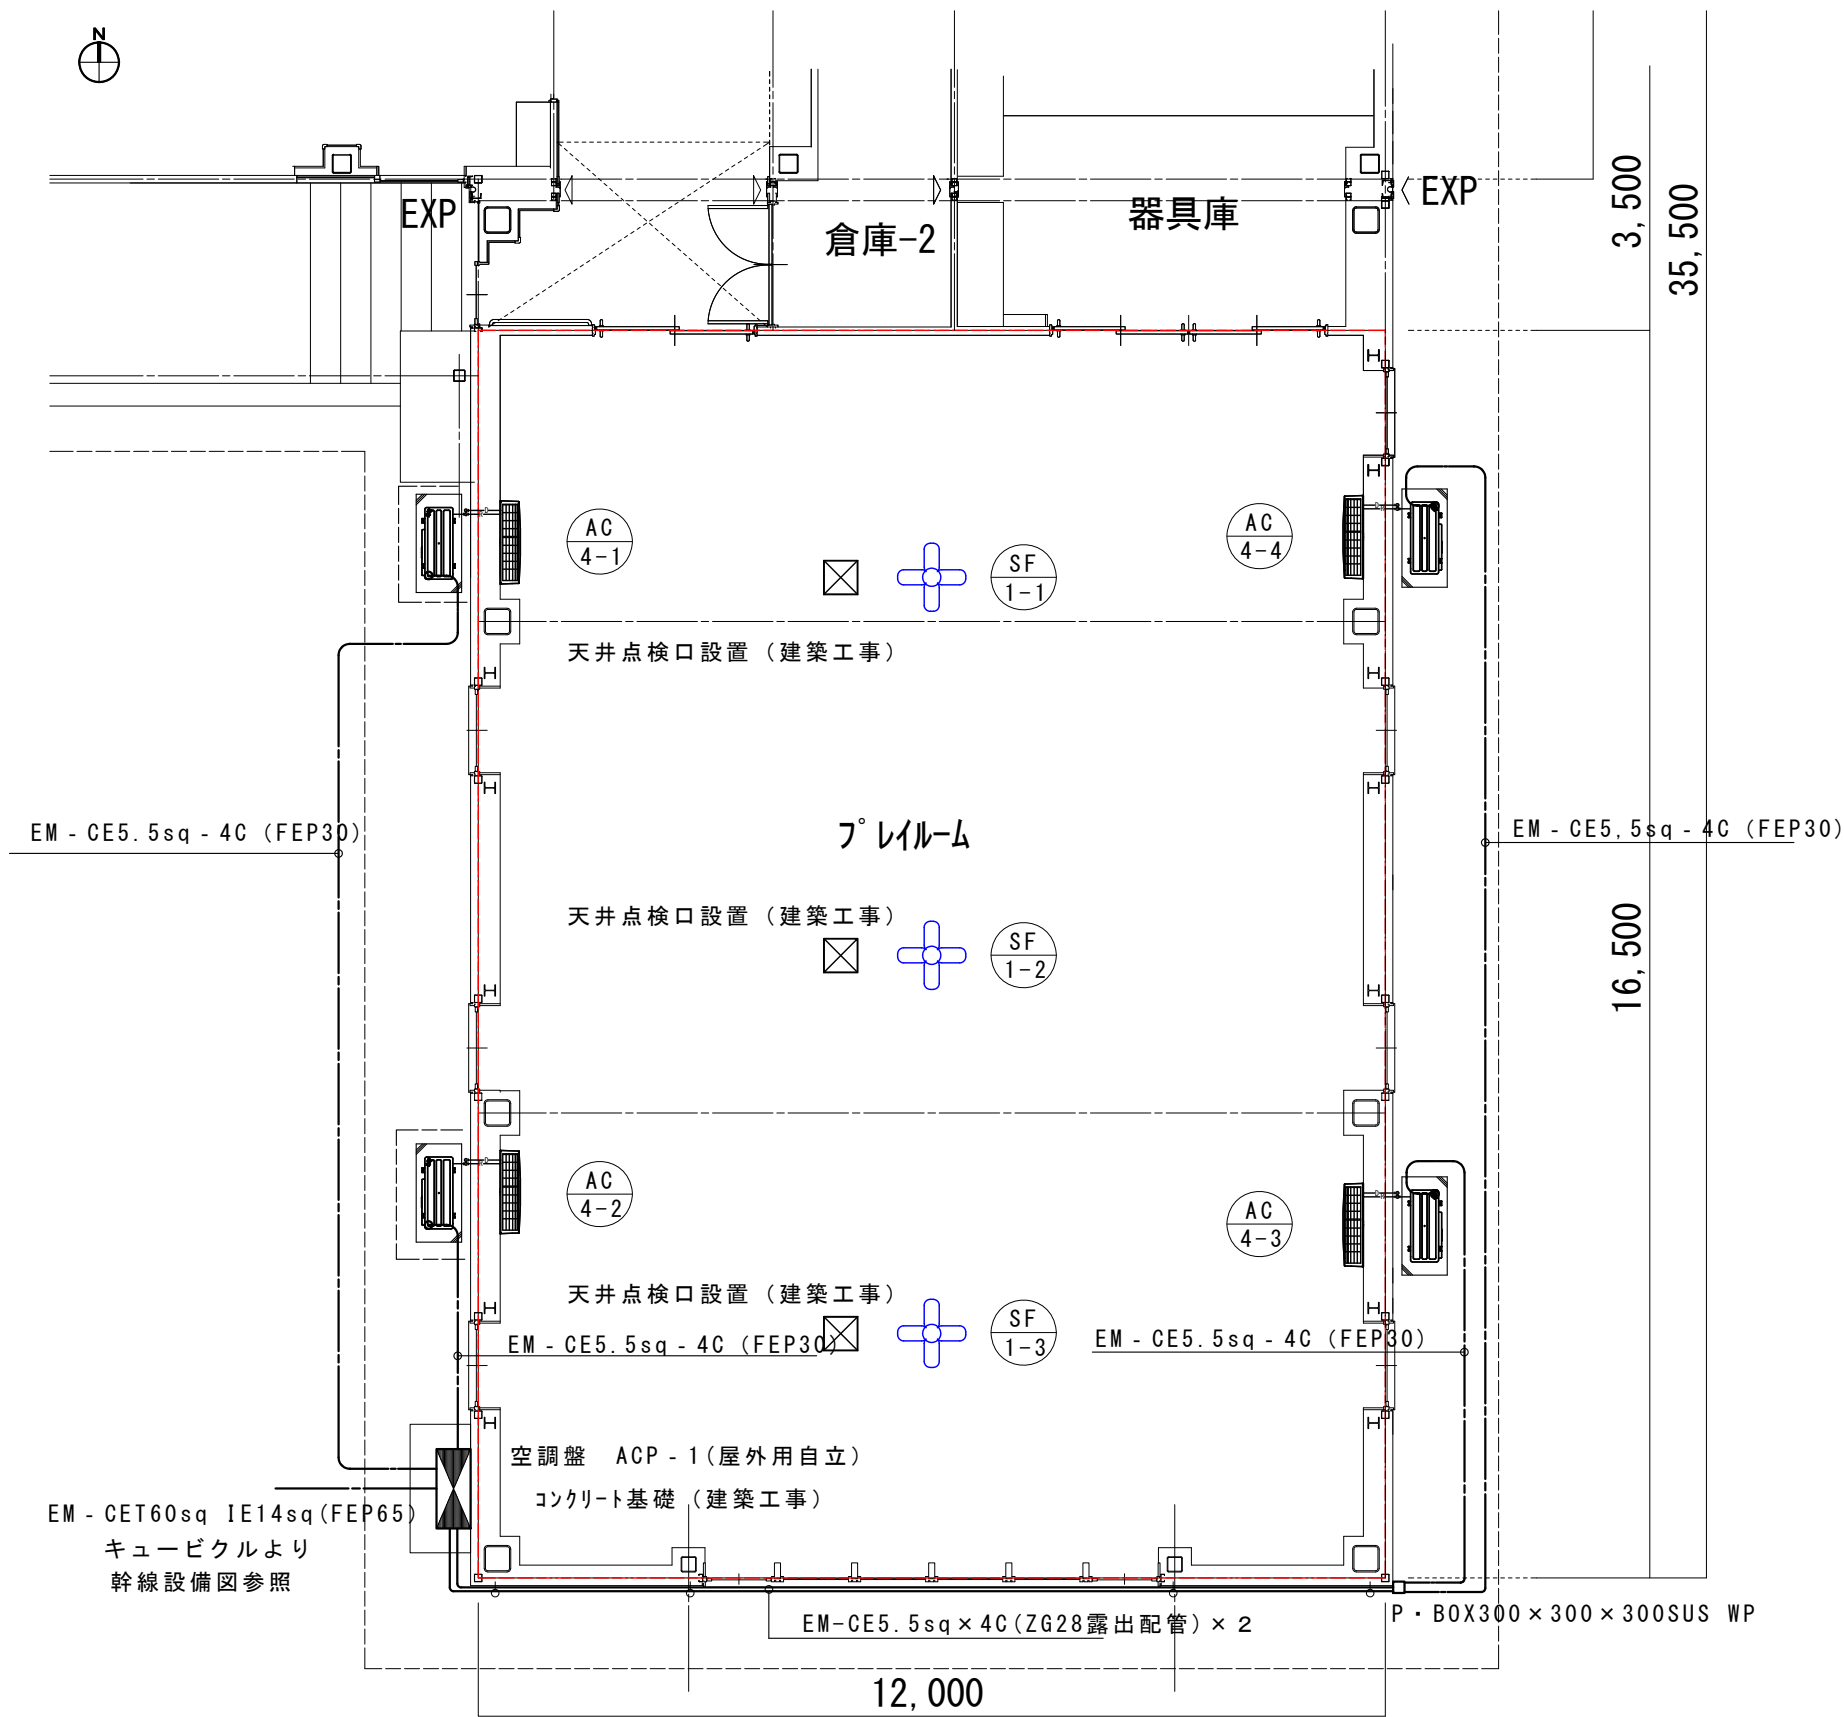 N
EXP
倉庫-2
器具庫
EXP
3,500
35,500
AC
4-1
SF
1-1
AC
4-4
天井点検口設置（建築工事）
EM-CE5.5sq-4C（FEP30）
プレイルーム
EM-CE5,5sq-4C（FEP30）
天井点検口設置（建築工事）
SF
1-2
16,500
AC
4-2
AC
4-3
天井点検口設置（建築工事）
SF
1-3
EM-CE5.5sq-4C（FEP30）
EM-CE5.5sq-4C（FEP30）
空調盤　ACP-1(屋外用自立）
コンクリート基礎（建築工事）
EM-CET60sq IE14sq(FEP65）
キュービクルより
幹線設備図参照
EM-CE5.5sq×4C(ZG28露出配管）×2
P・BOX300×300×300SUS WP
12,000